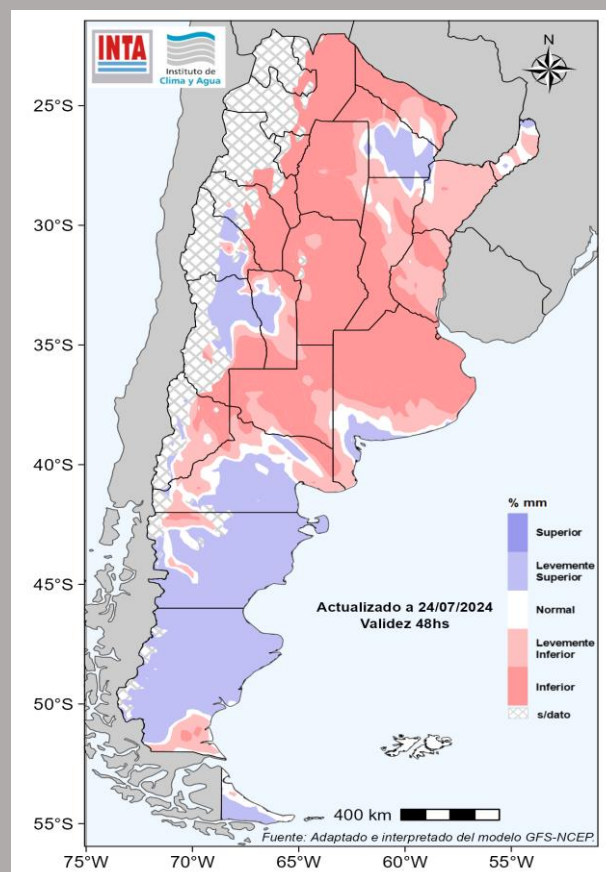 INTA
Instituto de
Clima y Agua
N
25°S
30°S
35°S
40°S
45°S
50°S
55°S
% mm
Superior
Levemente
Superior
Normal
Levemente
Inferior
Inferior
s/dato
Actualizado a 24/07/2024
Validez 48hs
400 km
Fuente: Adaptado e interpretado del modelo GFS-NCEP.
75°W
70°W
65°W
60°W
55°W